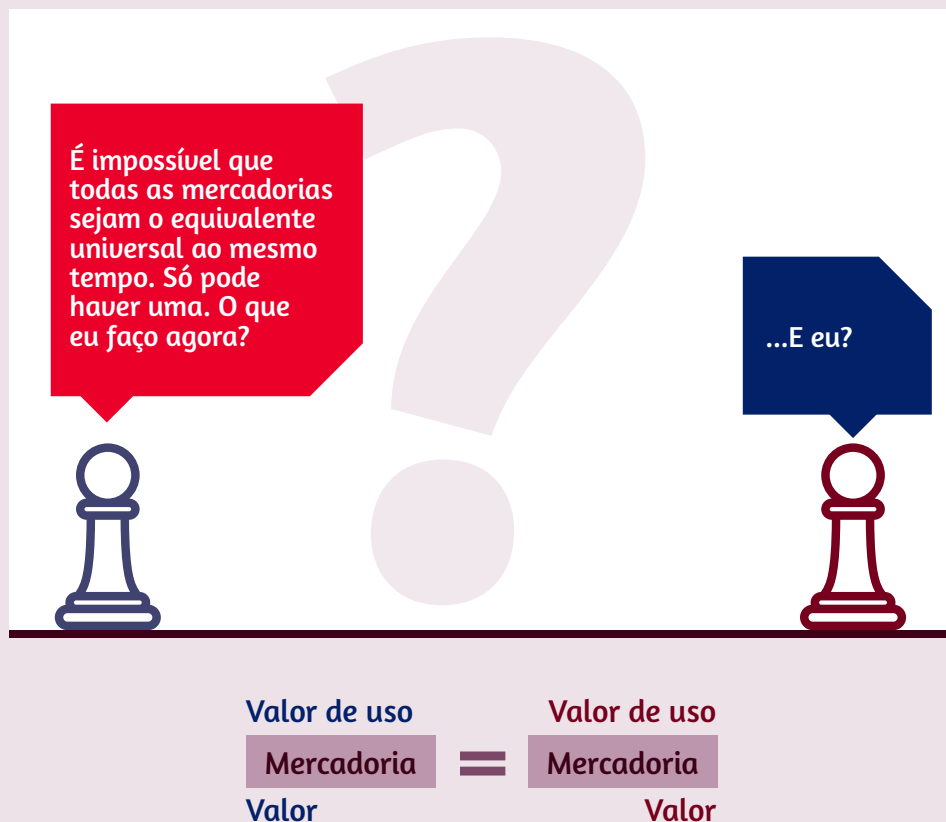 É impossível que
todas as mercadorias
sejam o equivalente
universal ao mesmo
tempo. Só pode
haver uma. O que
eu faço agora?
...E eu?
?
Valor de uso Valor de uso
Mercadoria = Mercadoria
Valor Valor